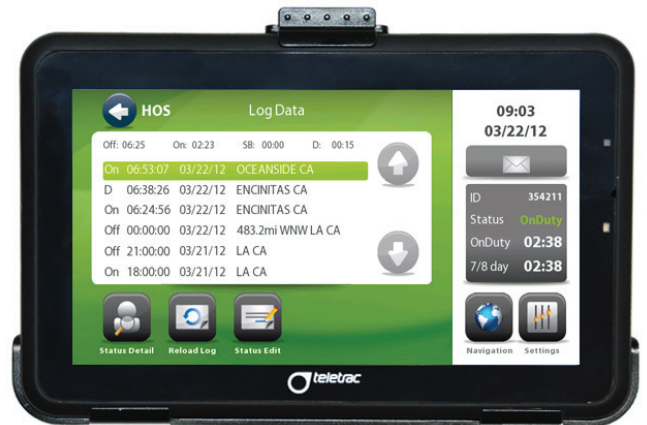 HOS
Log Data
Off: 06:25 On: 02:23 SB: 00:00 D: 00:15
On 06:53:07 03/22/12 OCEANSIDE CA
D 06:38:26 03/22/12 ENCINITAS CA
On 06:24:56 03/22/12 ENCINITAS CA
Off 00:00:00 03/22/12 483.2mi WNW LA CA
Off 21:00:00 03/21/12 LA CA
On 18:00:00 03/21/12 LA CA
Status Detail
Reload Log
Status Edit
09:03
03/22/12
ID 354211
Status OnDuty
OnDuty 02:38
7/8 day 02:38
Navigation
Settings
teletrac